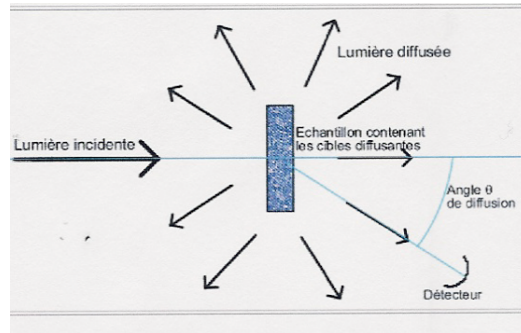 Lumière diffusée
Lumière incidente
Echantillon contenant
les cibles diffusantes
Angle θ
de diffusion
Détecteur